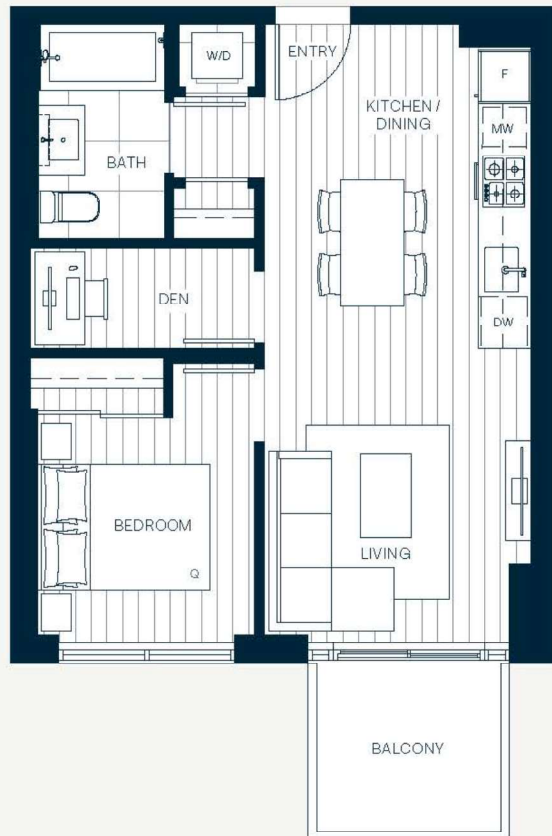 W/D
ENTRY
F
KITCHEN /
DINING
MW
BATH
DEN
DW
BEDROOM
LIVING
Q
BALCONY